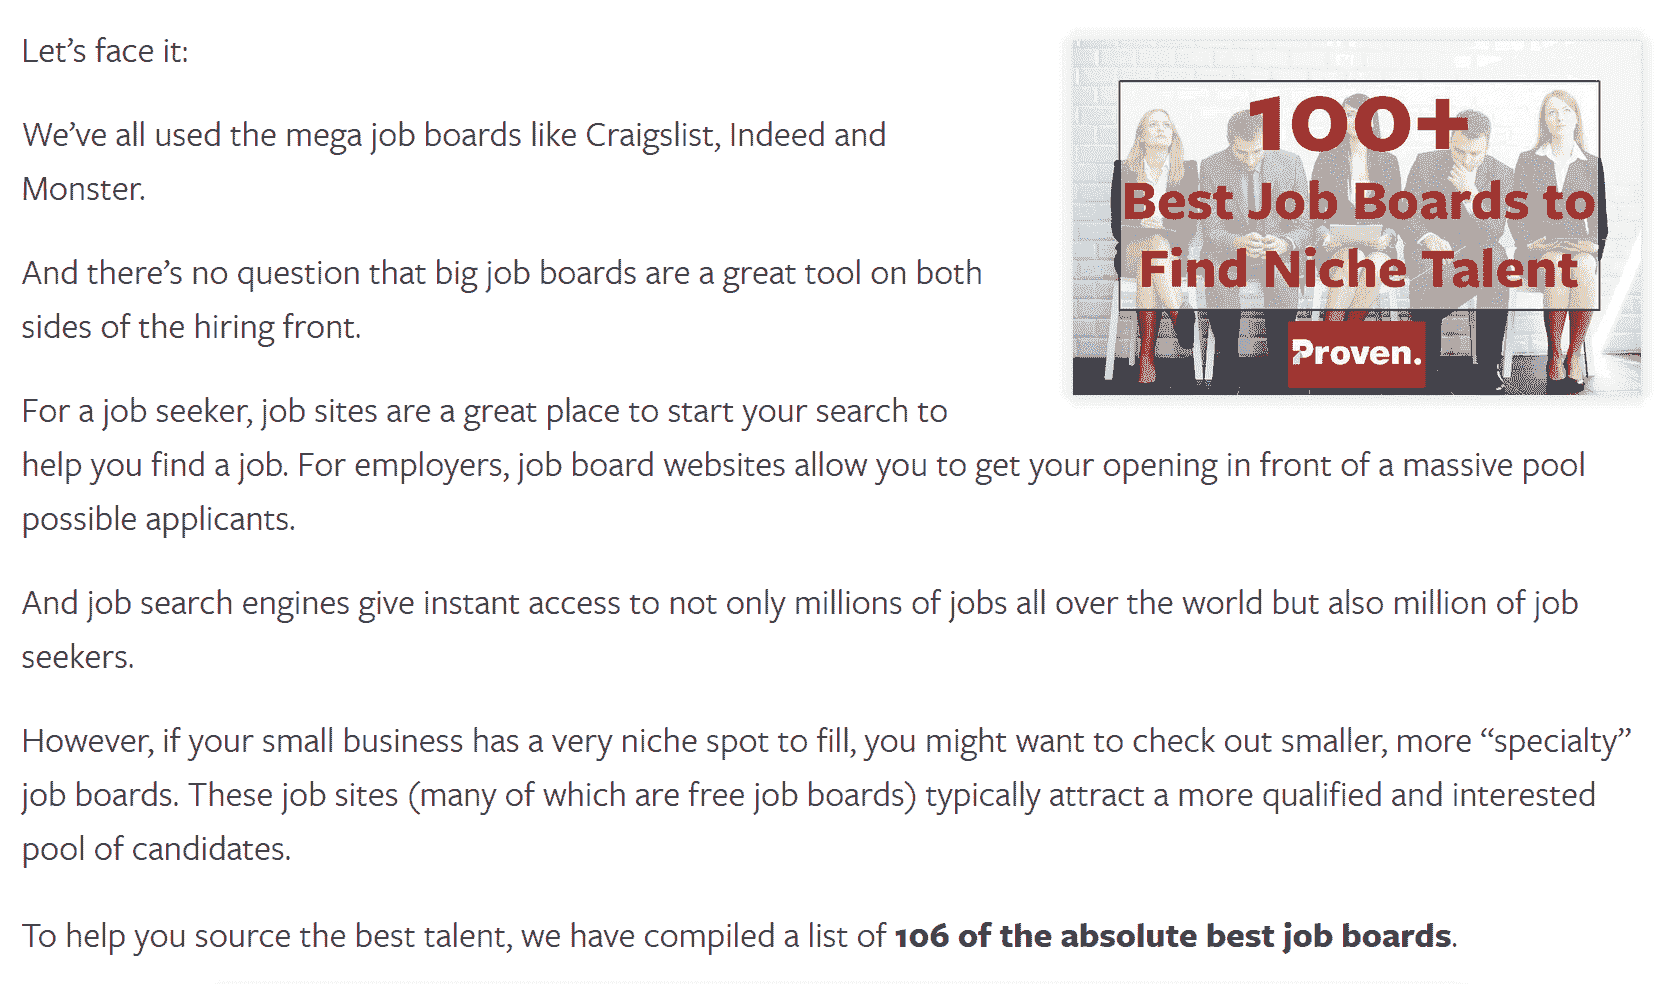 Let’s face it:
We’ve all used the mega job boards like Craigslist, Indeed and
Monster.
And there’s no question that big job boards are a great tool on both
sides of the hiring front.
For a job seeker, job sites are a great place to start your search to
help you find a job. For employers, job board websites allow you to get your opening in front of a massive pool
possible applicants.
And job search engines give instant access to not only millions of jobs all over the world but also million of job
seekers.
However, if your small business has a very niche spot to fill, you might want to check out smaller, more “specialty”
job boards. These job sites (many of which are free job boards) typically attract a more qualified and interested
pool of candidates.
To help you source the best talent, we have compiled a list of 106 of the absolute best job boards.
100+
Best Job Boards to
Find Niche Talent
Proven.